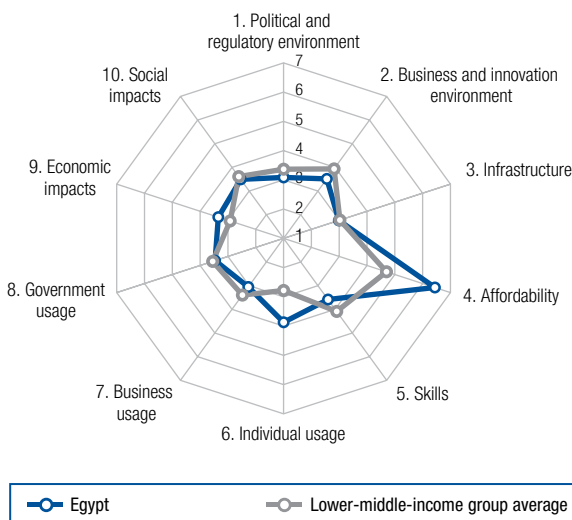 1. Political and
regulatory environment
2. Business and innovation
environment
3. Infrastructure
4. Affordability
5. Skills
6. Individual usage
7. Business
usage
8. Government
usage
9. Economic
impacts
10. Social
impacts
7
6
5
4
3
2
1
Egypt
Lower-middle-income group average